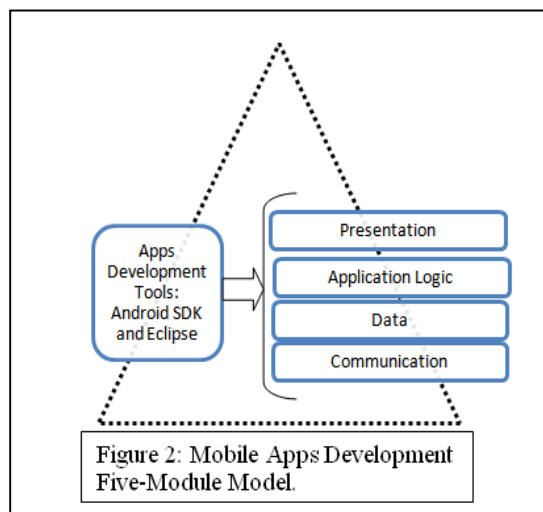 Apps
Development
Tools:
Android SDK
and Eclipse
Presentation
Application Logic
Data
Communication
Figure 2: Mobile Apps Development
Five-Module Model.